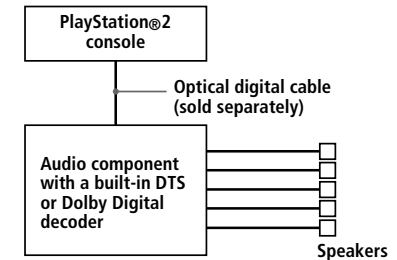 PlayStation®2
console
Optical digital cable
(sold separately)
Audio component
with a built-in DTS
or Dolby Digital
decoder
Speakers